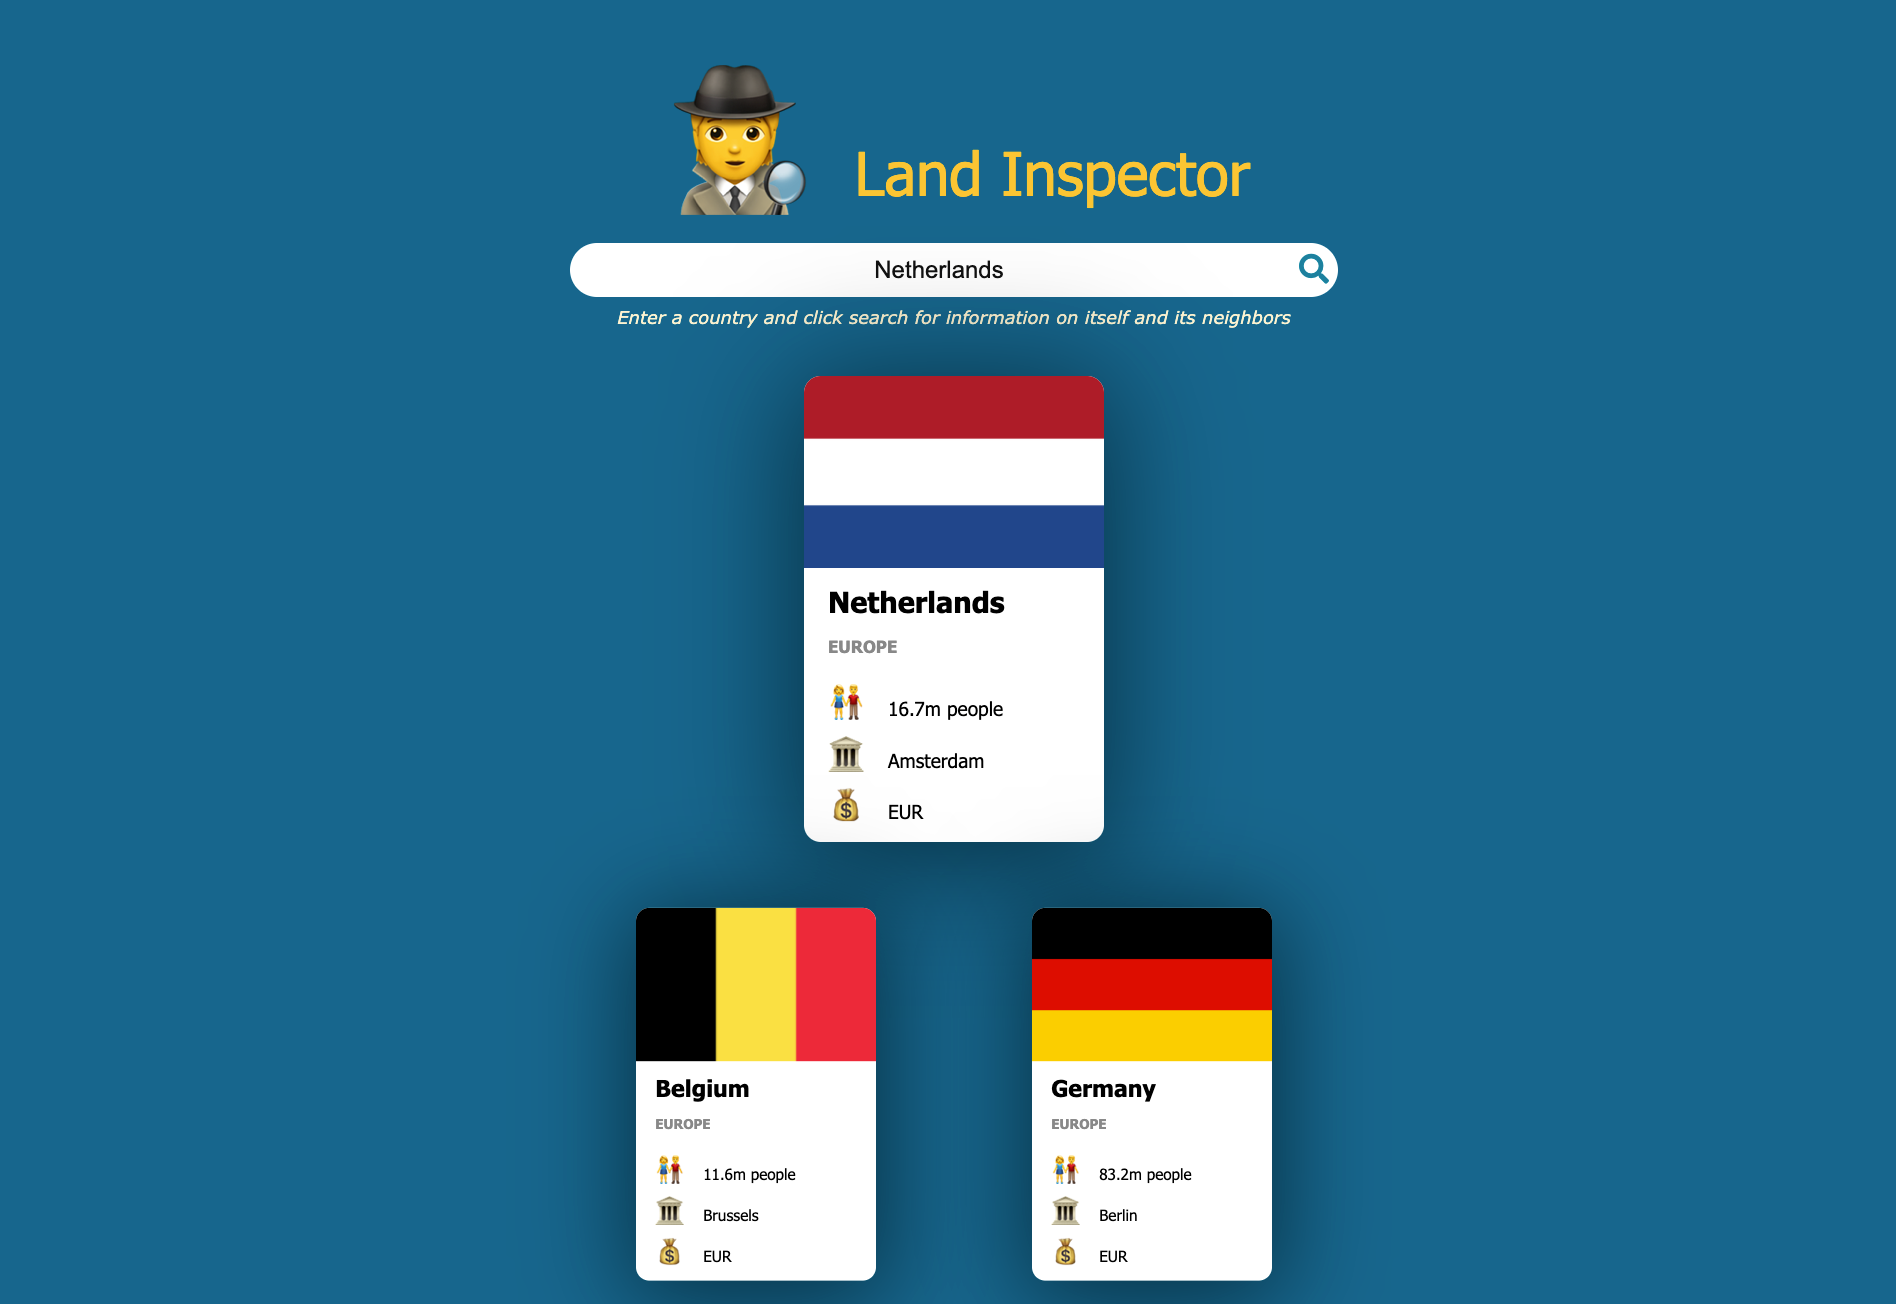 Land Inspector
Netherlands
Enter a country and click search for information on itself and its neighbors
Netherlands
EUROPE
16.7m people
Amsterdam
EUR
Belgium
EUROPE
11.6m people
Brussels
EUR
Germany
EUROPE
83.2m people
Berlin
EUR